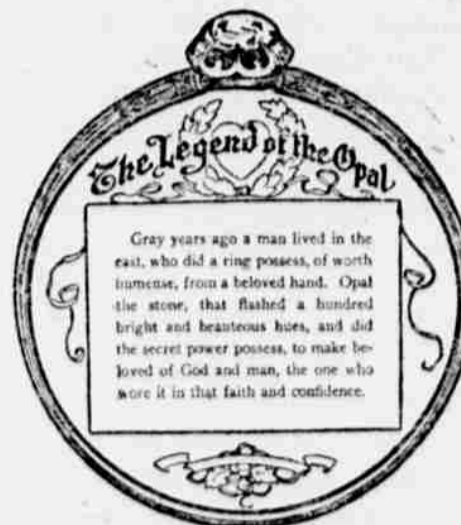 The Legend of the Opal
Gray years ago a man lived in the
east, who did a ring possess, of worth
immense, from a beloved hand. Opal
the stone, that flashed a hundred
bright and beauteous hues, and did
the secret power possess, to make be-
loved of God and man, the one who
wore it in that faith and confidence.